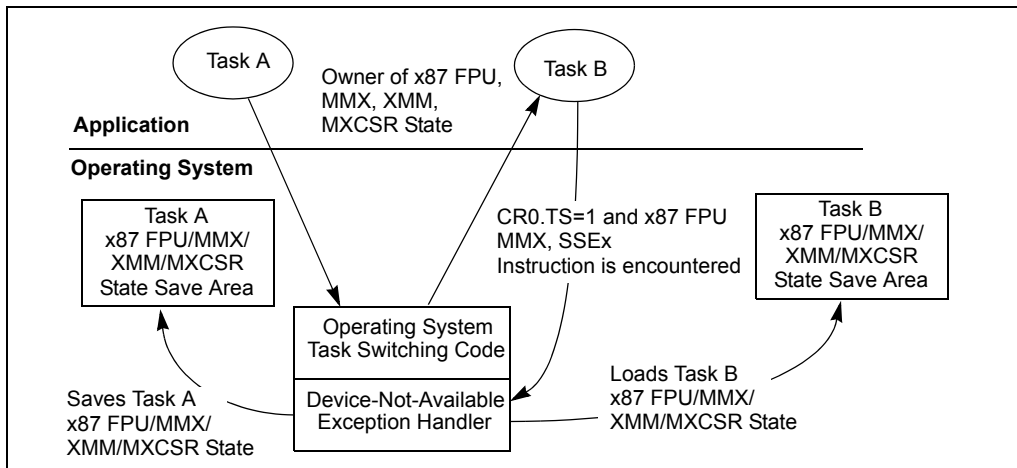 Task A
Owner of x87 FPU,
MMX, XMM,
MXCSR State
Task B
Application
Operating System
Task A
x87 FPU/MMX/
XMM/MXCSR
State Save Area
CR0.TS=1 and x87 FPU
MMX, SSEx
Instruction is encountered
Task B
x87 FPU/MMX/
XMM/MXCSR
State Save Area
Operating System
Task Switching Code
Device-Not-Available
Exception Handler
Saves Task A
x87 FPU/MMX/
XMM/MXCSR State
Loads Task B
x87 FPU/MMX/
XMM/MXCSR State